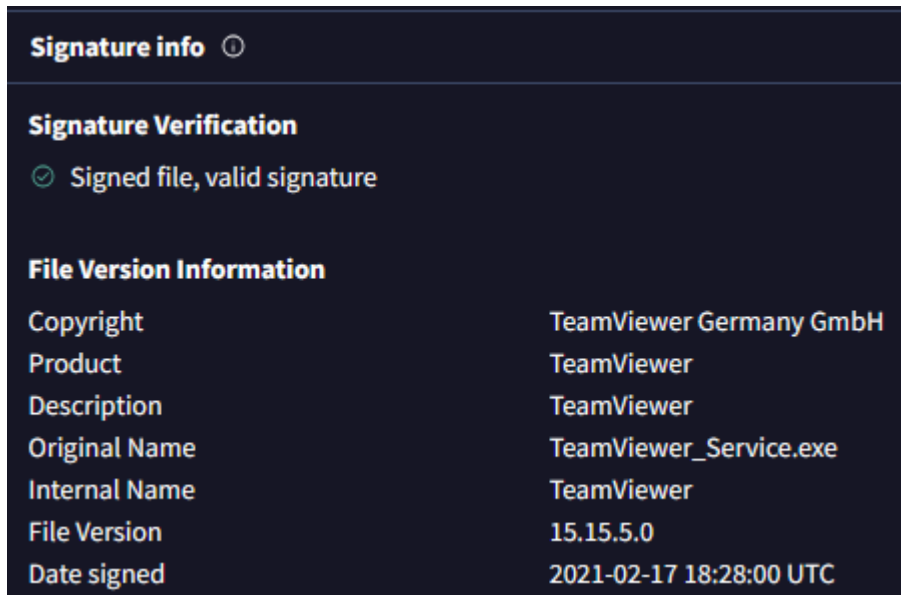 Signature info
Signature Verification
Signed file, valid signature
File Version Information
Copyright TeamViewer Germany GmbH
Product TeamViewer
Description TeamViewer
Original Name TeamViewer_Service.exe
Internal Name TeamViewer
File Version 15.15.5.0
Date signed 2021-02-17 18:28:00 UTC